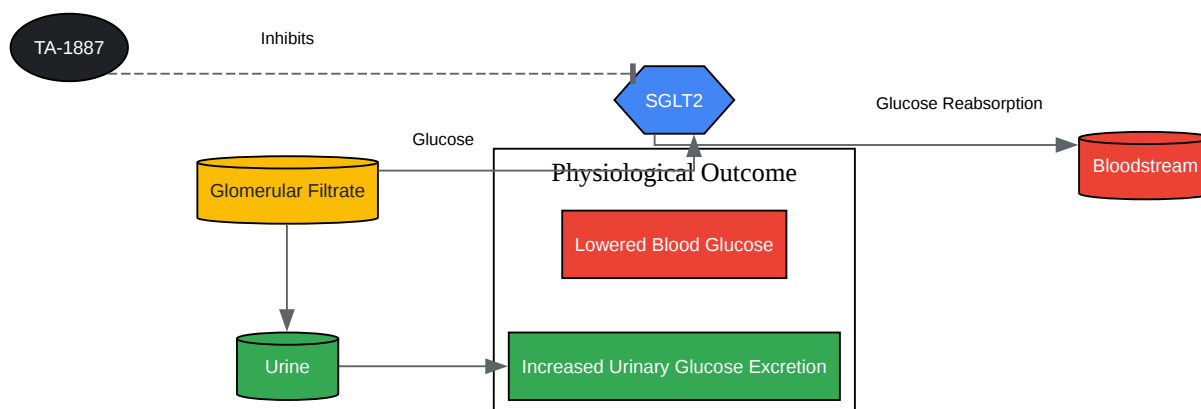 TA-1887
Inhibits
SGLT2
Glucose Reabsorption
Glucose
Bloodstream
Physiological Outcome
Glomerular Filtrate
Lowered Blood Glucose
Urine
Increased Urinary Glucose Excretion